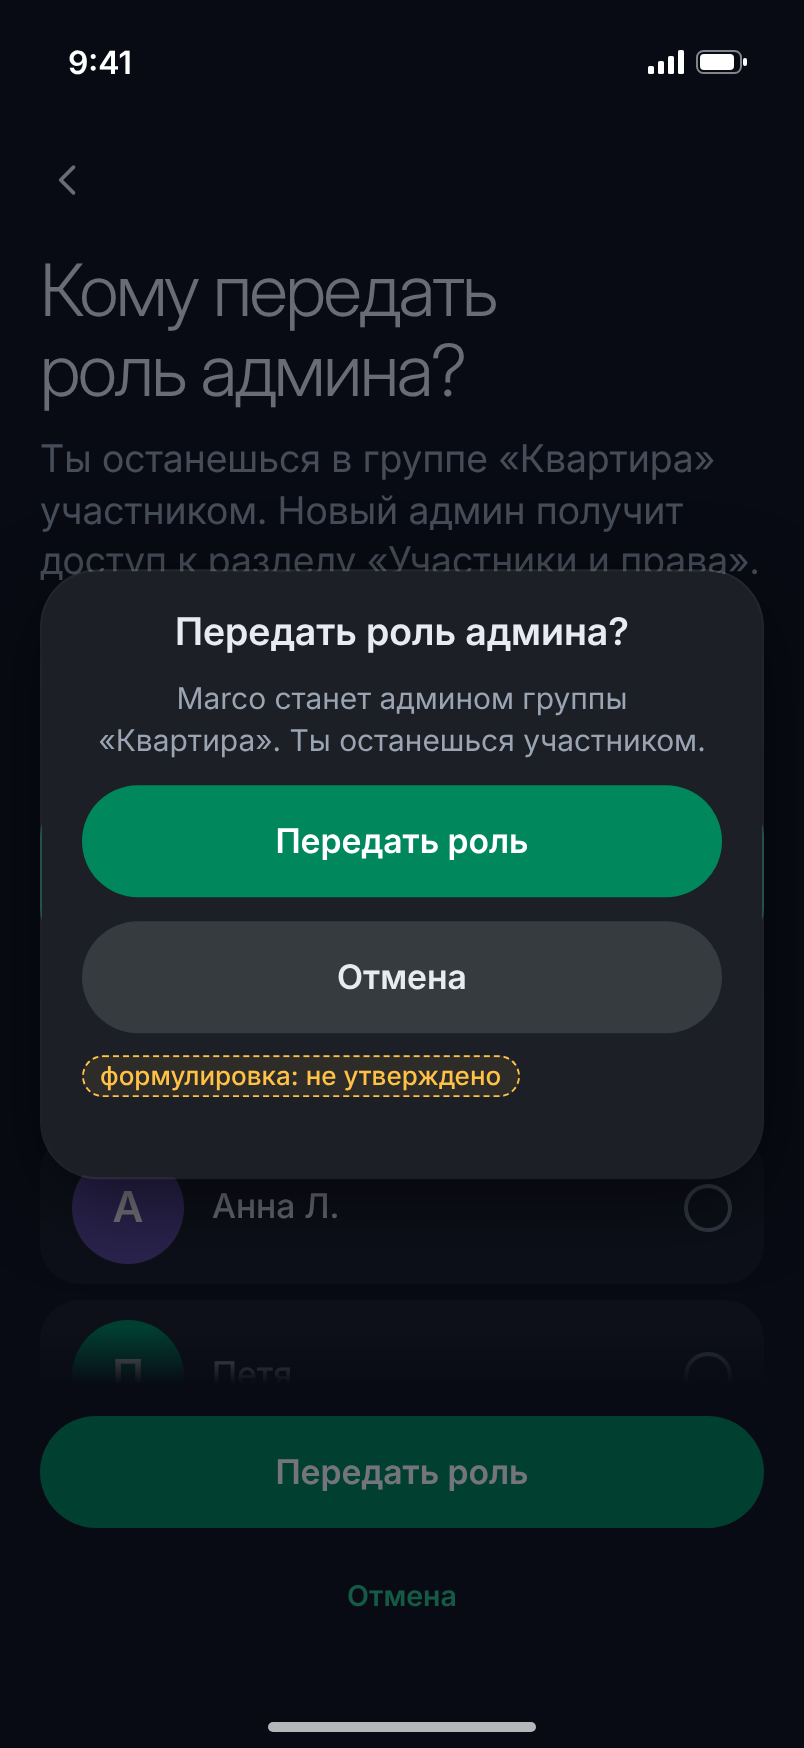 9:41
Кому передать
роль админа?
Ты останешься в группе «Квартира»
участником. Новый админ получит
доступ к разделу «Участники и права».
Передать роль админа?
Marco станет админом группы
«Квартира». Ты останешься участником.
Передать роль
Отмена
формулировка: не утверждено
А
Анна Л.
П
Петя
Передать роль
Отмена